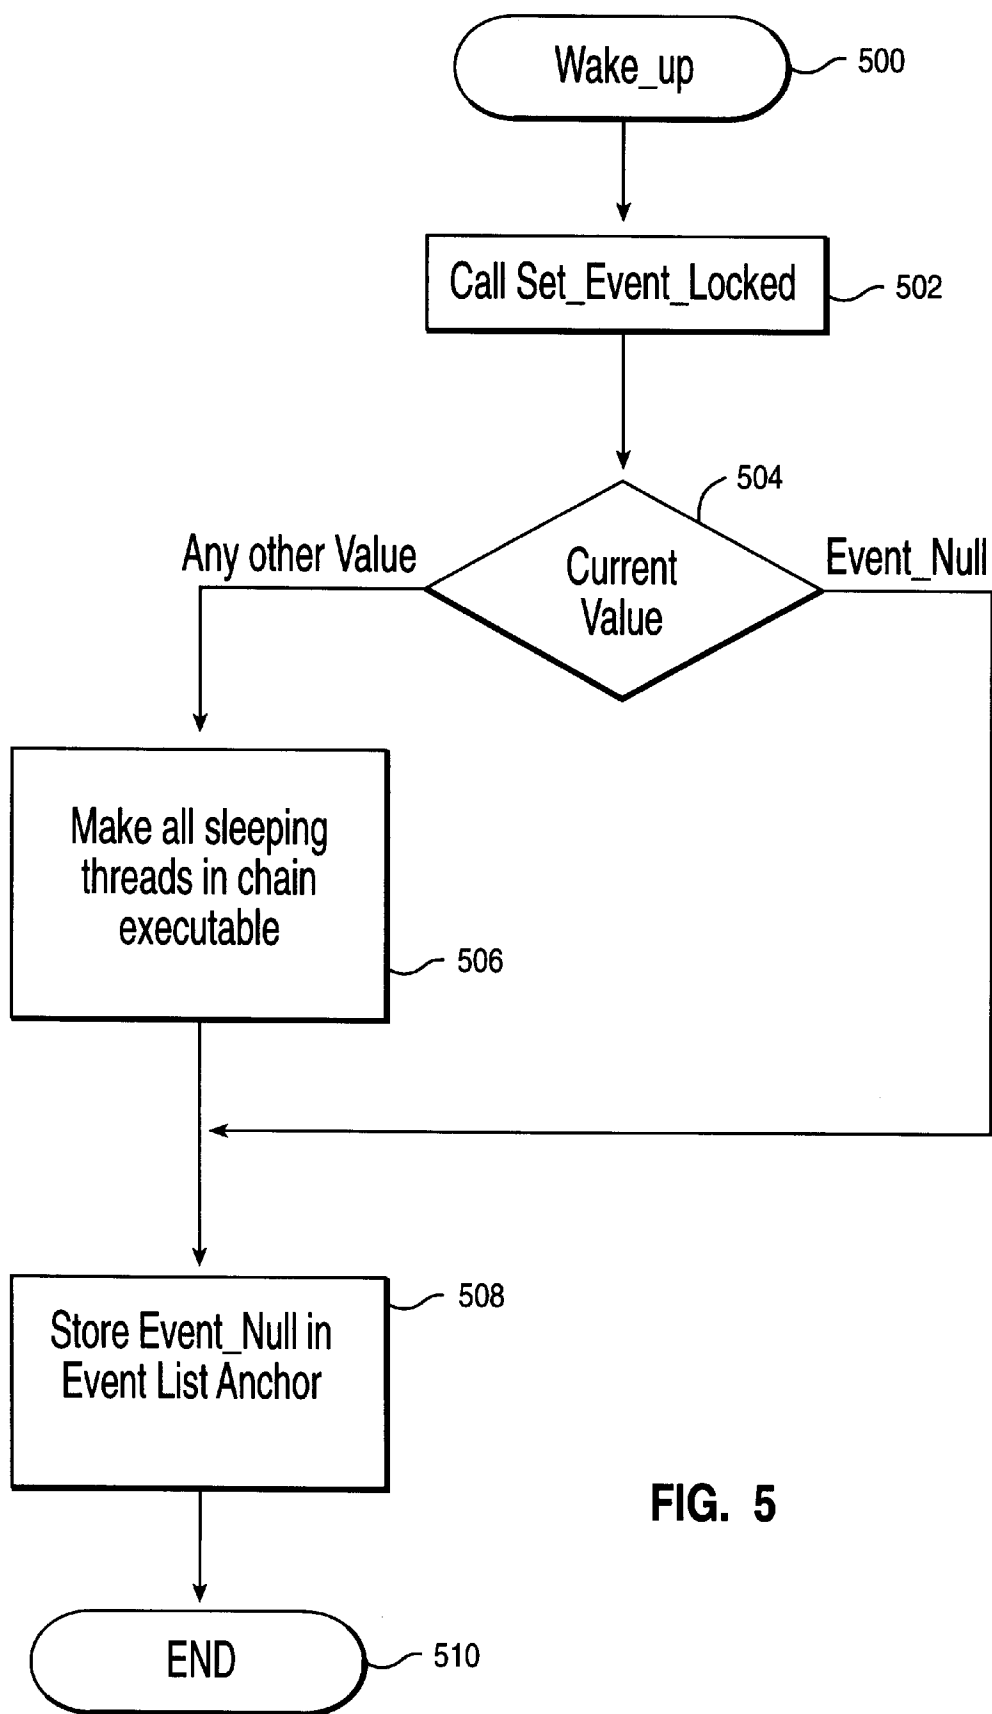 Wake_up
500
Call Set_Event_Locked
502
504
Any other Value
Current
Value
Event_Null
Make all sleeping
threads in chain
executable
506
508
Store Event_Null in
Event List Anchor
FIG. 5
END
510